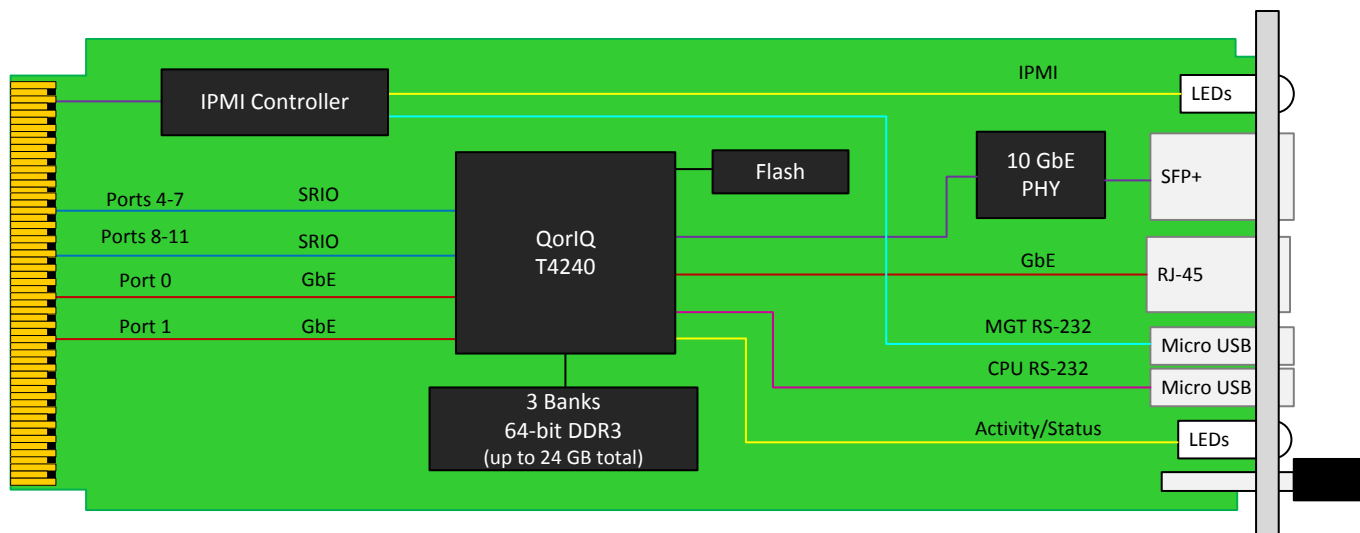 IPMI
IPMI Controller
LEDs
10 GbE
PHY
SFP+
Flash
Ports 4-7
SRIO
Ports 8-11
SRIO
QorIQ
T4240
Port 0
GbE
GbE
RJ-45
Port 1
GbE
MGT RS-232
Micro USB
CPU RS-232
Micro USB
3 Banks
64-bit DDR3
(up to 24 GB total)
Activity/Status
LEDs